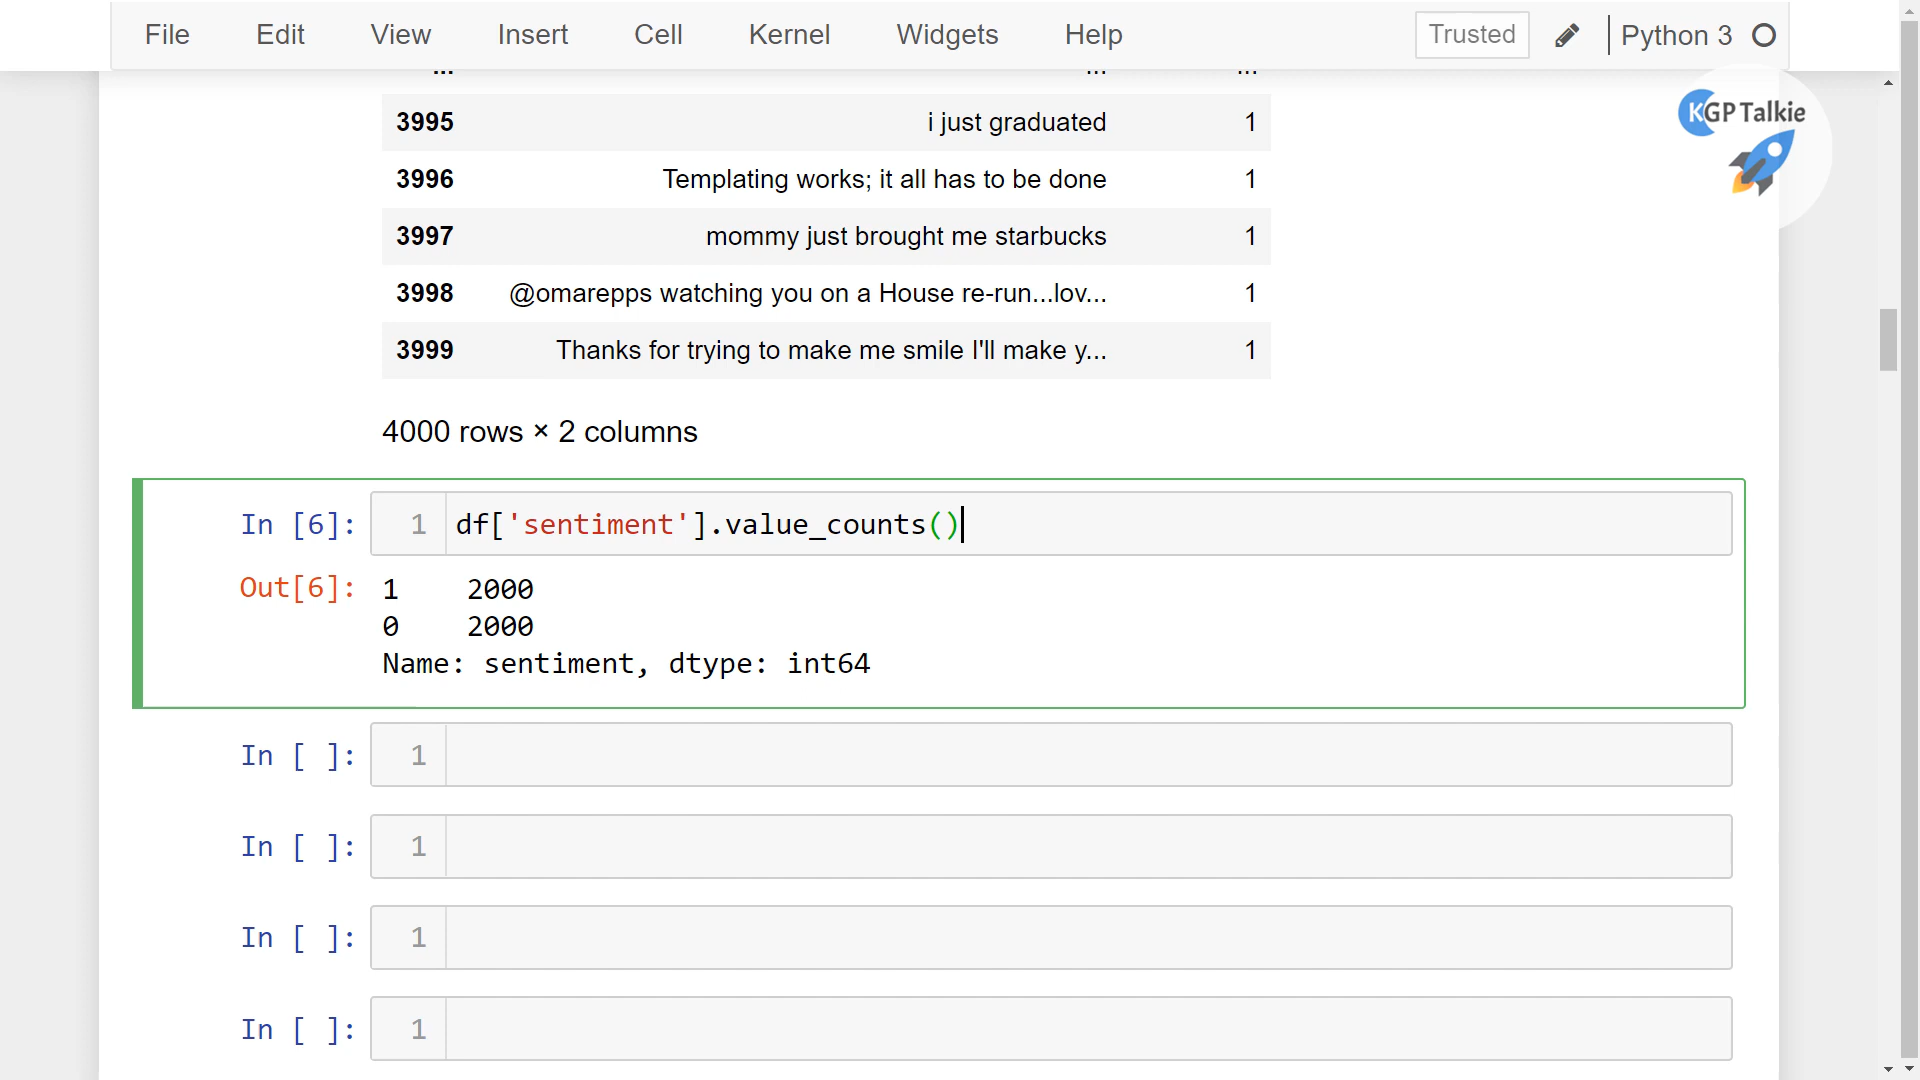 File Edit View Insert Cell Kernel Widgets Help Trusted Python 3
... ... ...
KGP Talkie
3995 i just graduated 1
3996 Templating works; it all has to be done 1
3997 mommy just brought me starbucks 1
3998 @omarepps watching you on a House re-run...lov... 1
3999 Thanks for trying to make me smile I'll make y... 1
4000 rows × 2 columns
In [6]: 1 df['sentiment'].value_counts()
Out[6]: 1 2000
0 2000
Name: sentiment, dtype: int64
In [ ]: 1
In [ ]: 1
In [ ]: 1
In [ ]: 1